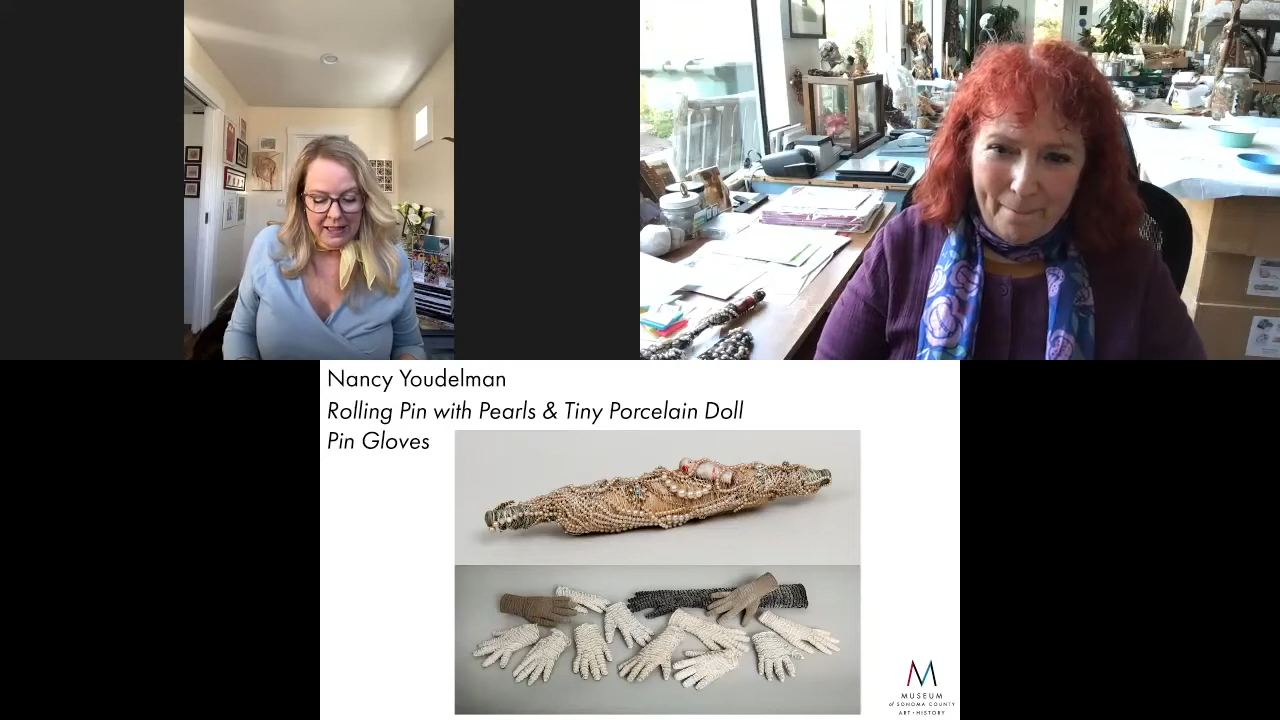 Nancy Youdelman
Rolling Pin with Pearls & Tiny Porcelain Doll
Pin Gloves
M
MUSEUM
of SONOMA COUNTY
ART • HISTORY